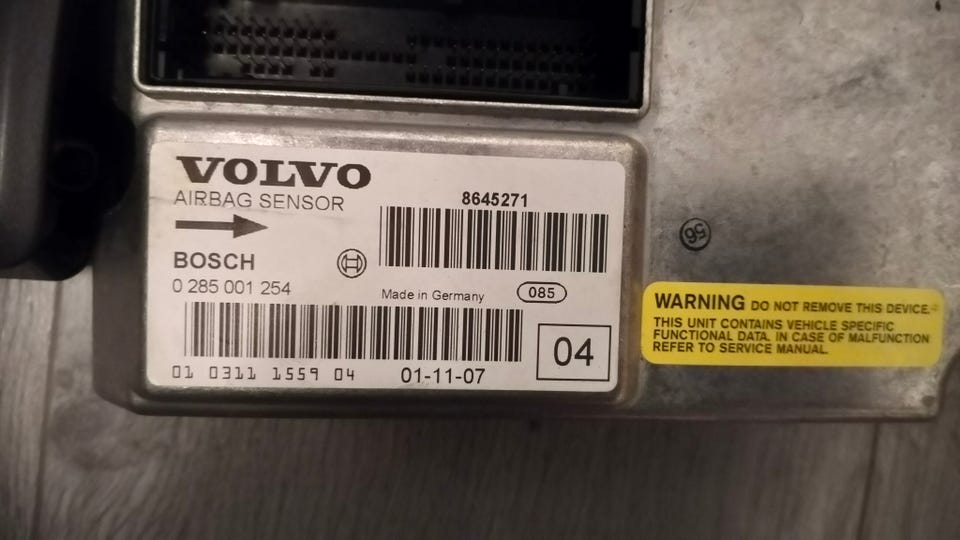 VOLVO
AIRBAG SENSOR
8645271
BOSCH
0 285 001 254
Made in Germany
085
04
01 0311 1559 04
01-11-07
56
WARNING DO NOT REMOVE THIS DEVICE.
THIS UNIT CONTAINS VEHICLE SPECIFIC
FUNCTIONAL DATA. IN CASE OF MALFUNCTION
REFER TO SERVICE MANUAL.